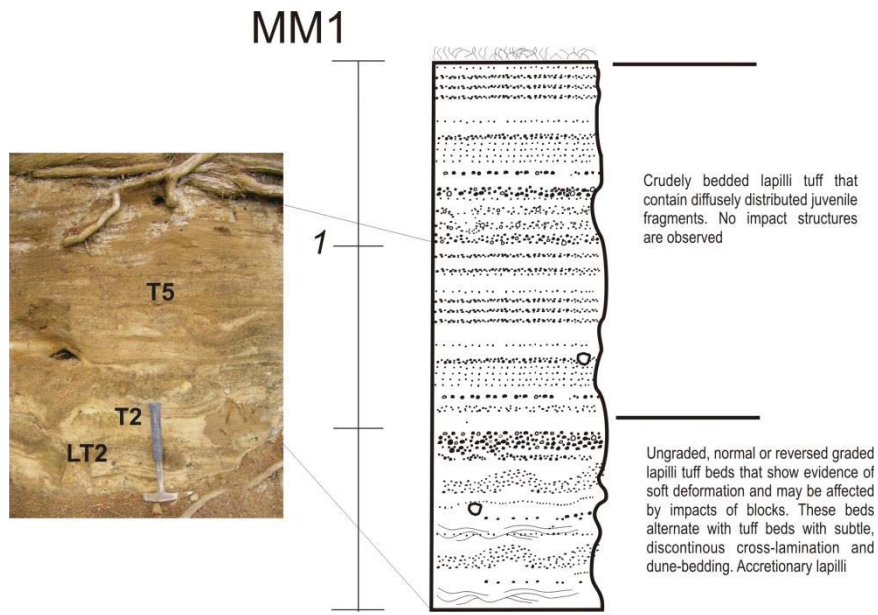 MM1
1
T5
T2
LT2
Crudely bedded lapilli tuff that
contain diffusely distributed juvenile
fragments. No impact structures
are observed
Ungraded, normal or reversed graded
lapilli tuff beds that show evidence of
soft deformation and may be affected
by impacts of blocks. These beds
alternate with tuff beds with subtle,
discontinous cross-lamination and
dune-bedding. Accretionary lapilli